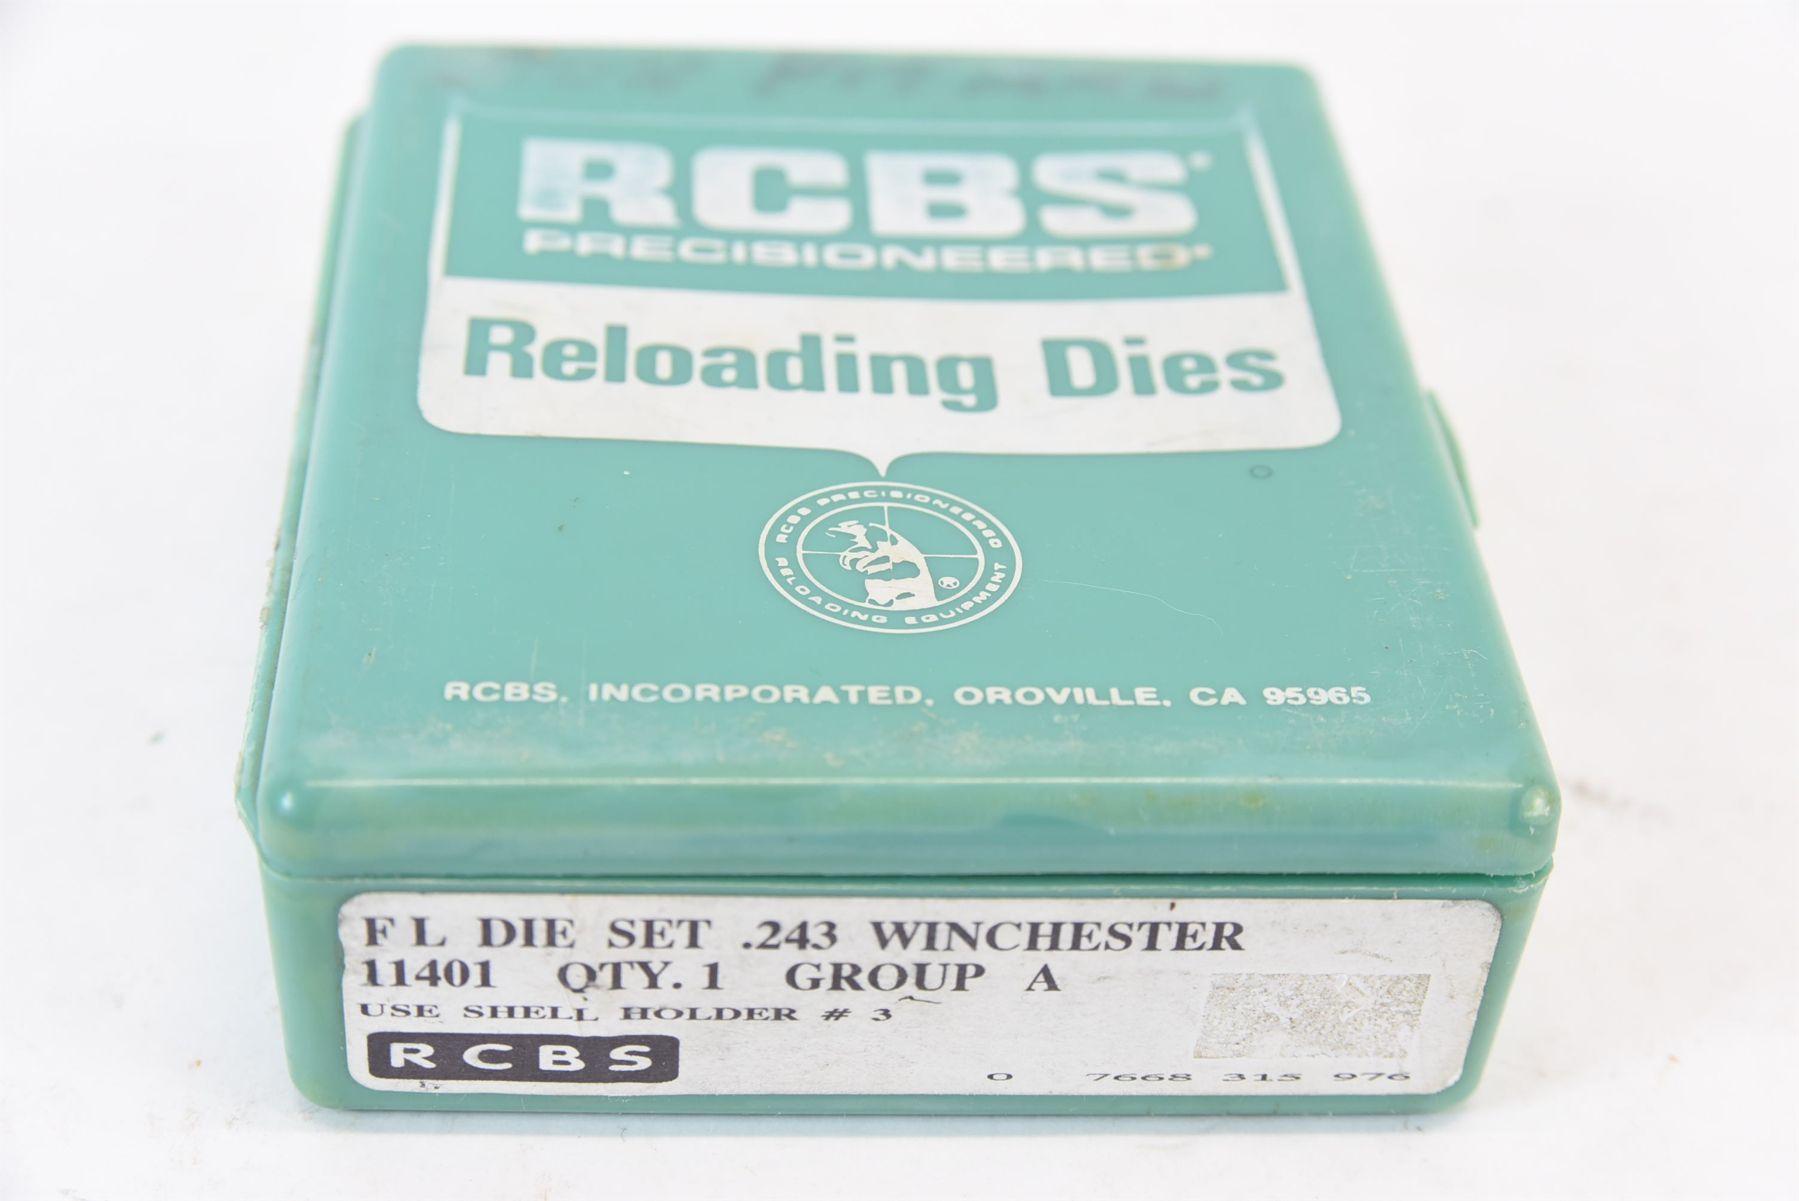 RCBS
PRECISIONEERED
Reloading Dies
RCBS PRECISIONEERED
RELOADING EQUIPMENT
RCBS, INCORPORATED, OROVILLE, CA 95965
F L DIE SET .243 WINCHESTER
11401 QTY. 1 GROUP A
USE SHELL HOLDER # 3
RCBS
0 7668 315 976